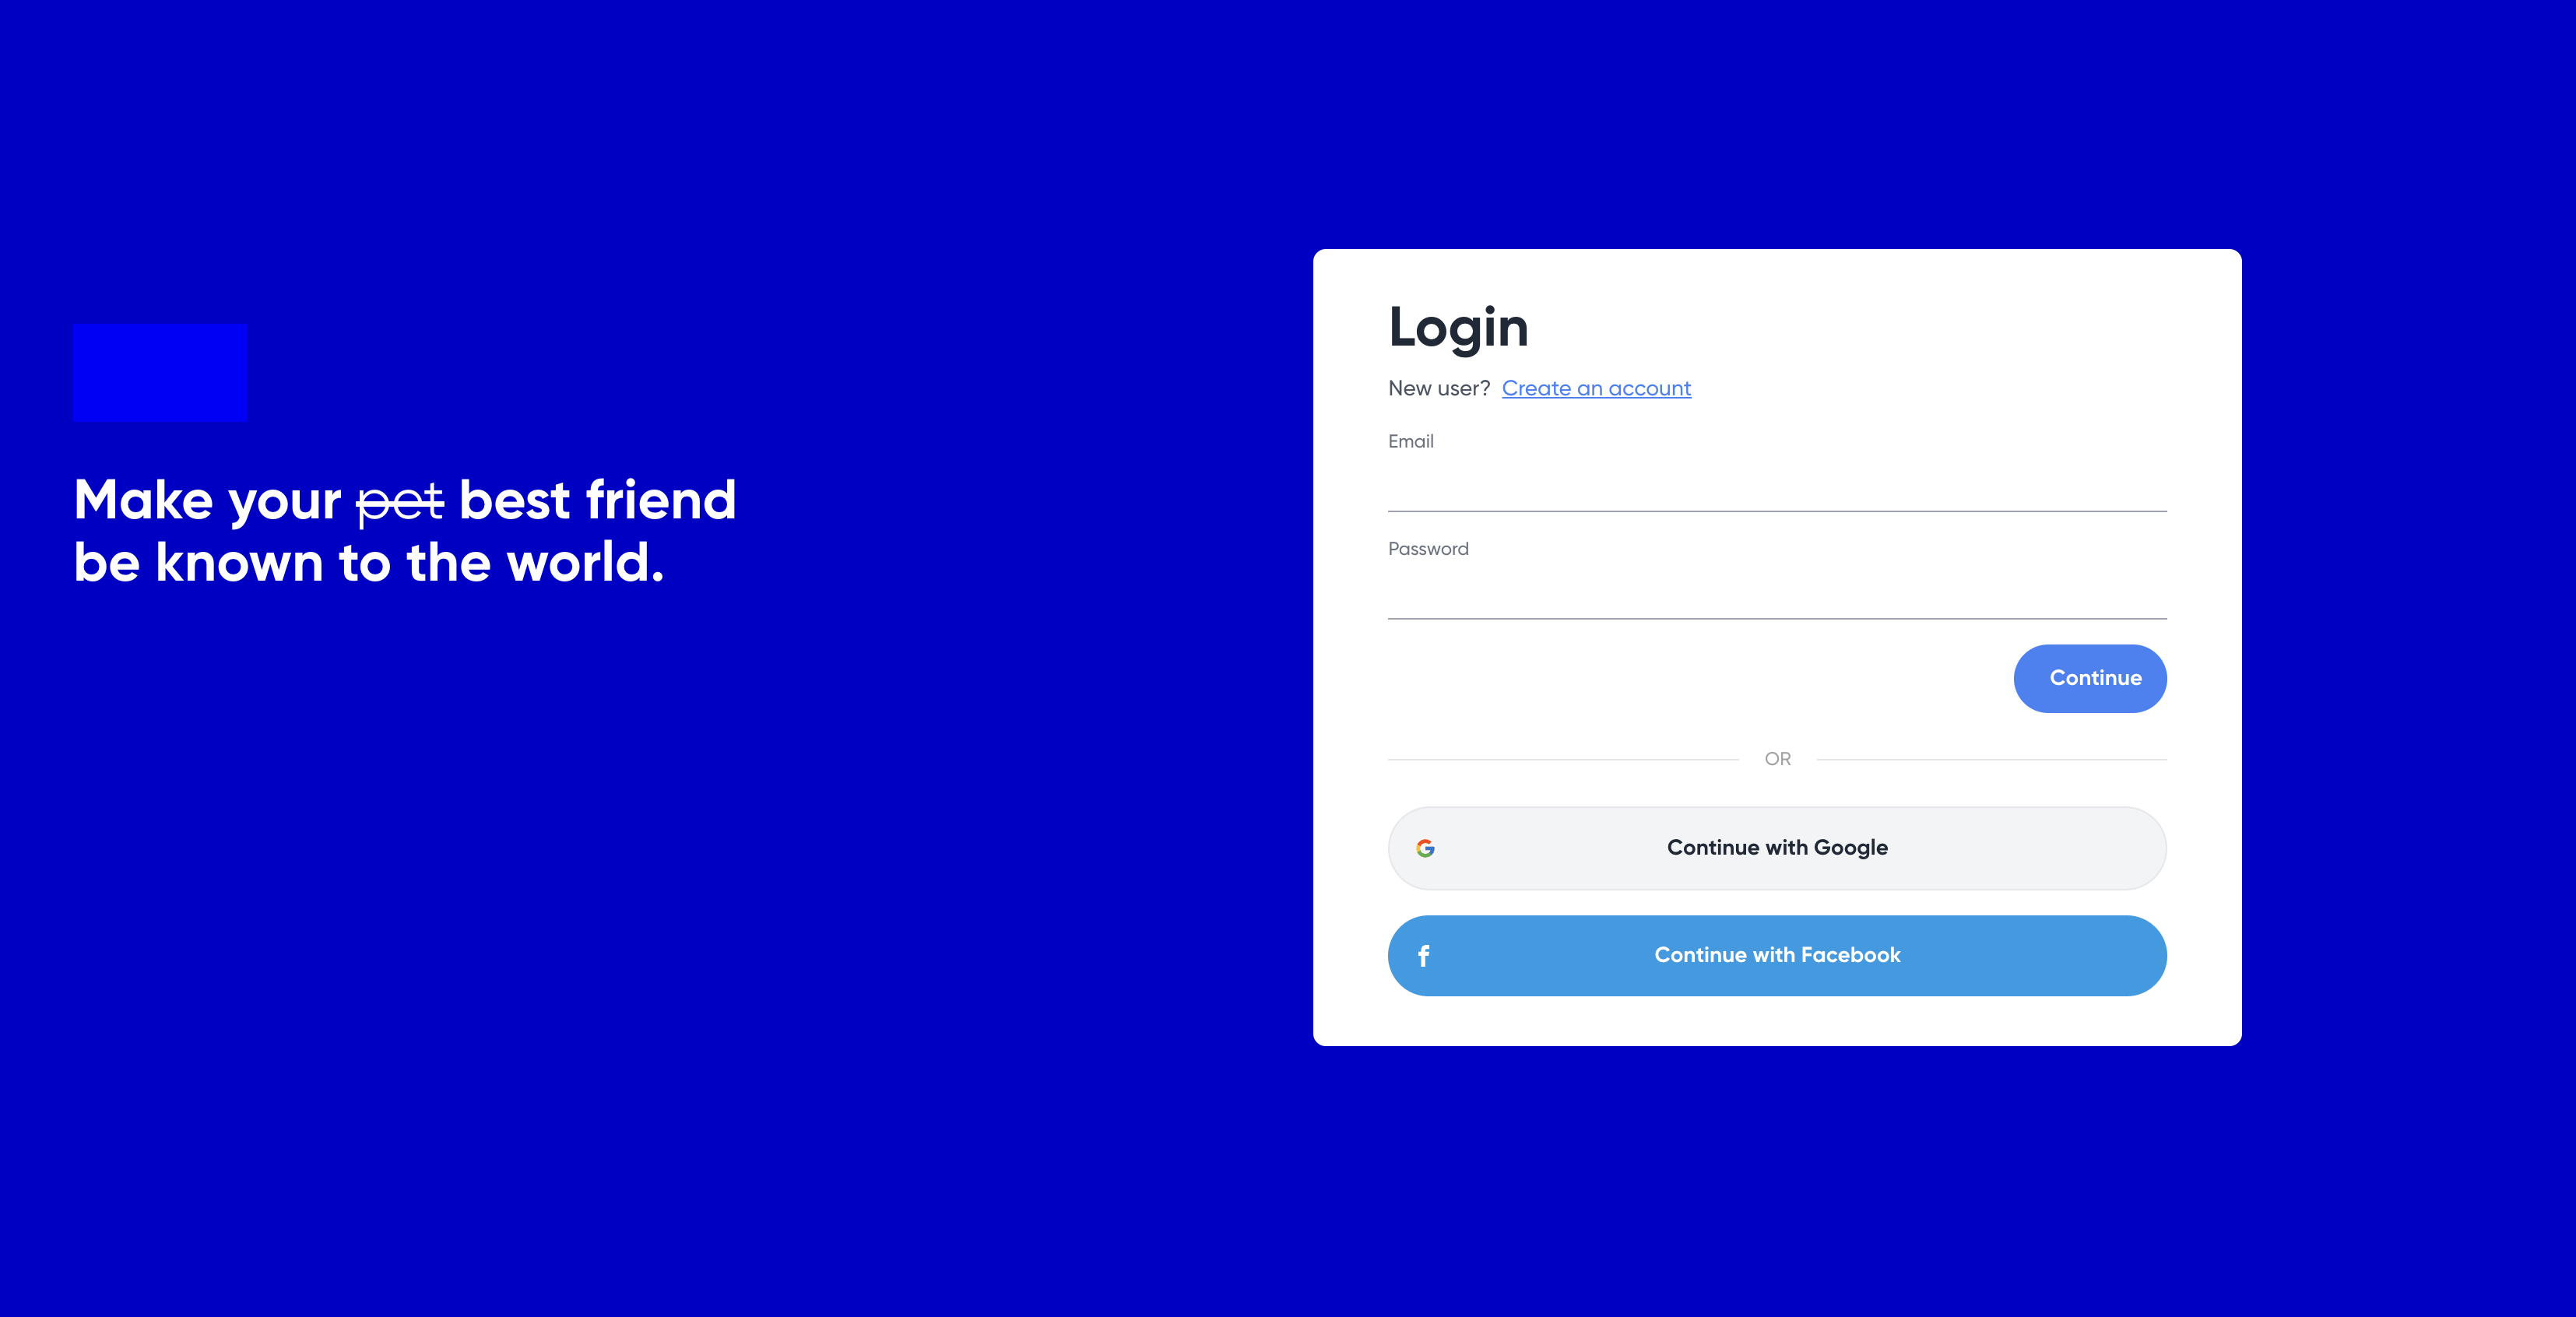 Make your pet best friend
be known to the world.
Login
New user? Create an account
Email
Password
Continue
OR
Continue with Google
Continue with Facebook